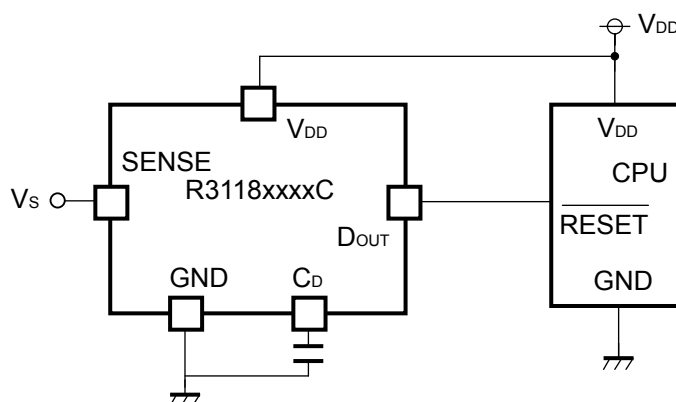 VDD
VDD
VDD
SENSE
CPU
R3118xxxxC
VS
RESET
DOUT
GND
CD
GND